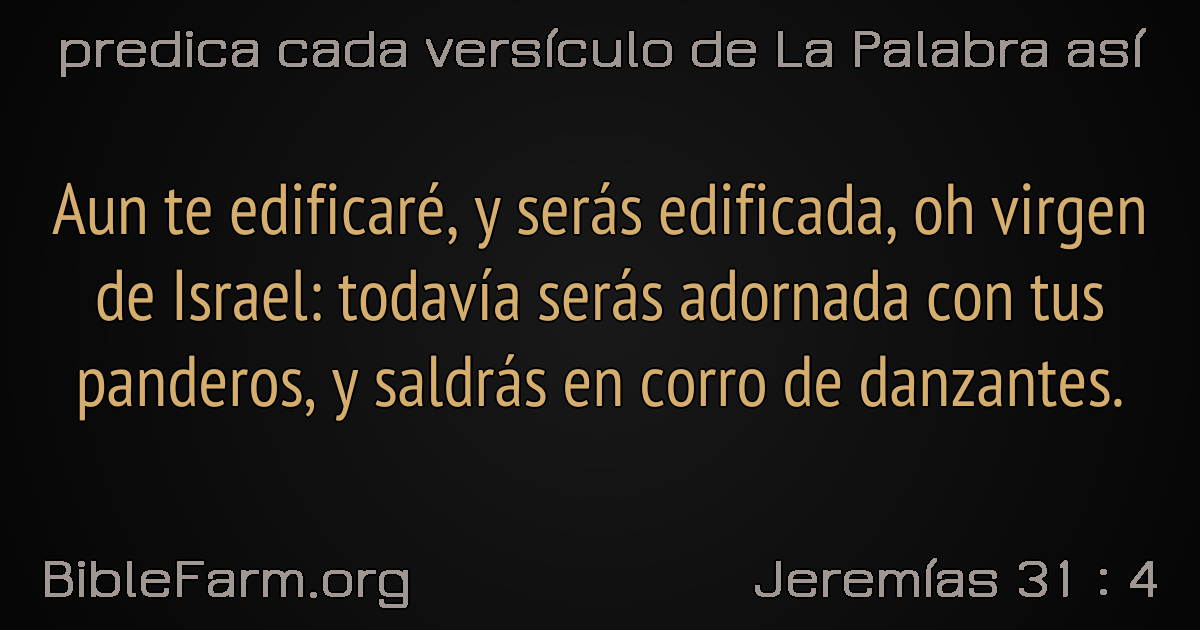 predica cada versículo de La Palabra así
Aun te edificaré, y serás edificada, oh virgen
de Israel: todavía serás adornada con tus
panderos, y saldrás en corro de danzantes.
BibleFarm.org
Jeremías 31 : 4